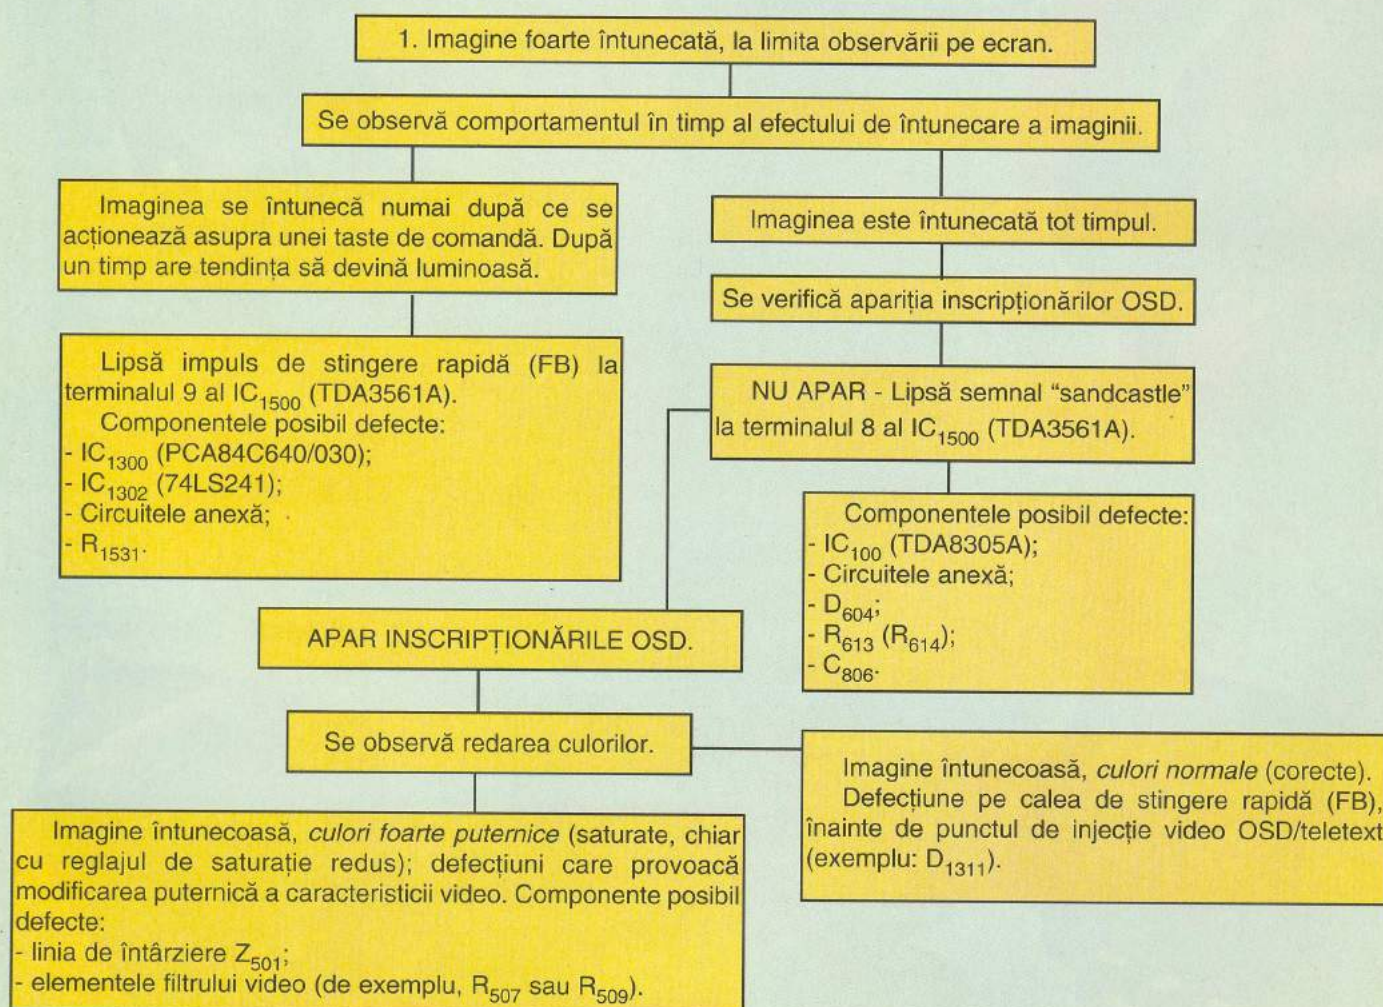 1. Imagine foarte întunecată, la limita observării pe ecran.
Se observă comportamentul în timp al efectului de întunecare a imaginii.
Imaginea se întunecă numai după ce se
acționează asupra unei taste de comandă. După
un timp are tendința să devină luminoasă.
Imaginea este întunecată tot timpul.
Se verifică apariția inscripționărilor OSD.
Lipsă impuls de stingere rapidă (FB) la
terminalul 9 al IC1500 (TDA3561A).
Componentele posibil defecte:
- IC1300 (PCA84C640/030);
- IC1302 (74LS241);
- Circuitele anexă;
- R1531.
NU APAR - Lipsă semnal “sandcastle”
la terminalul 8 al IC1500 (TDA3561A).
Componentele posibil defecte:
- IC100 (TDA8305A);
- Circuitele anexă;
- D604;
- R613 (R614);
- C806.
APAR INSCRIPȚIONĂRILE OSD.
Se observă redarea culorilor.
Imagine întunecoasă, culori normale (corecte).
Defecțiune pe calea de stingere rapidă (FB),
înainte de punctul de injecție video OSD/teletext
(exemplu: D1311).
Imagine întunecoasă, culori foarte puternice (saturate, chiar
cu reglajul de saturație redus); defecțiuni care provoacă
modificarea puternică a caracteristicii video. Componente posibil
defecte:
- linia de întârziere Z501;
- elementele filtrului video (de exemplu, R507 sau R509).